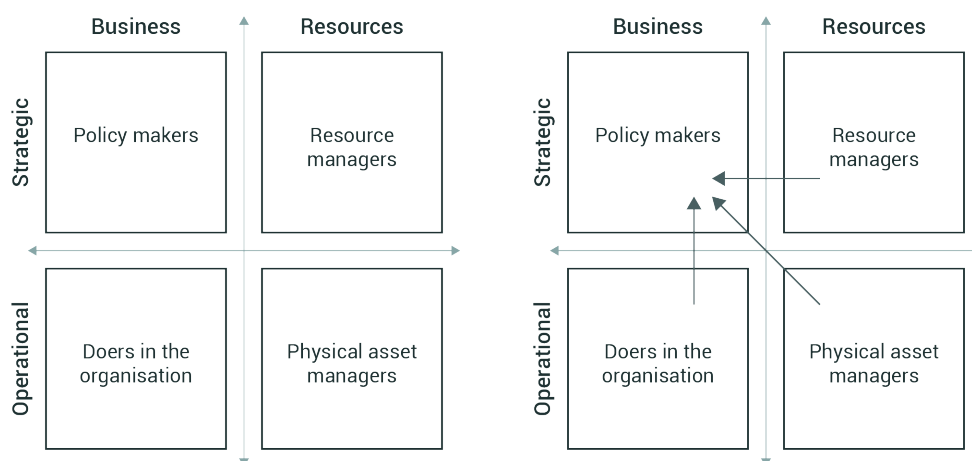 Business
Resources
Strategic
Policy makers
Resource
managers
Operational
Doers in the
organisation
Physical asset
managers
Business
Resources
Strategic
Policy makers
Resource
managers
Operational
Doers in the
organisation
Physical asset
managers